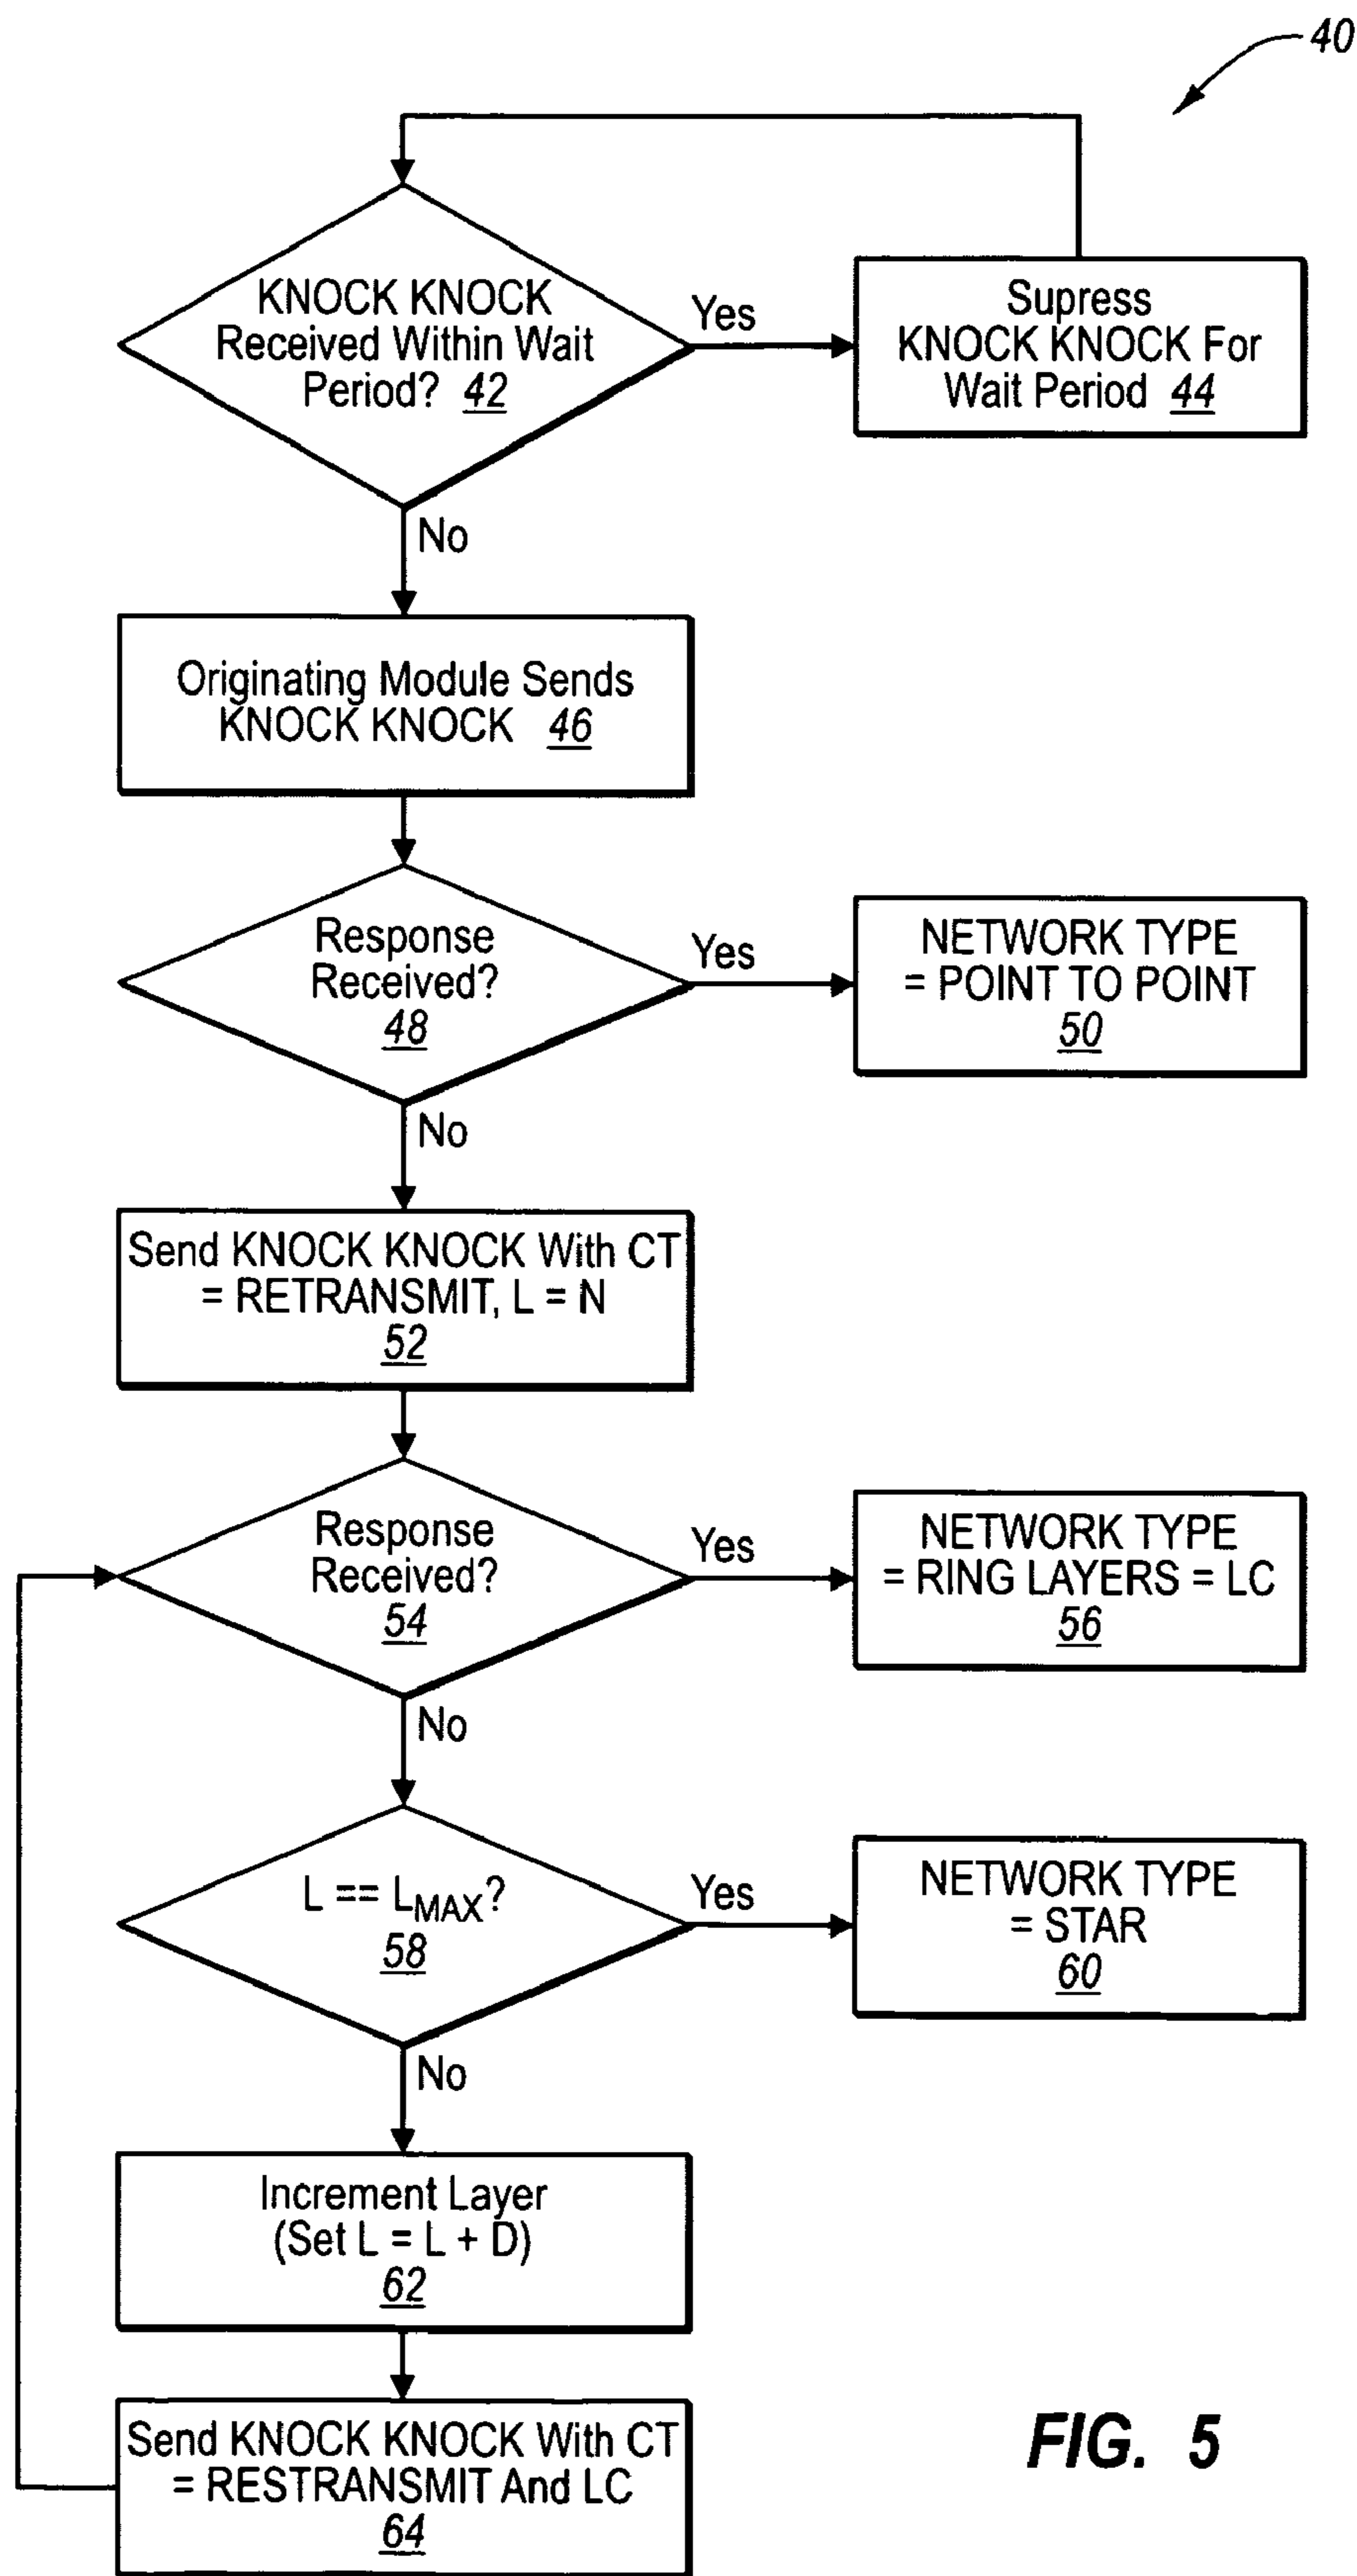 40
KNOCK KNOCK
Received Within Wait
Period? 42
Yes
Supress
KNOCK KNOCK For
Wait Period 44
No
Originating Module Sends
KNOCK KNOCK 46
Response
Received?
48
Yes
NETWORK TYPE
= POINT TO POINT
50
No
Send KNOCK KNOCK With CT
= RETRANSMIT, L = N
52
Response
Received?
54
Yes
NETWORK TYPE
= RING LAYERS = LC
56
No
L == LMAX?
58
Yes
NETWORK TYPE
= STAR
60
No
Increment Layer
(Set L = L + D)
62
Send KNOCK KNOCK With CT
= RESTRANSMIT And LC
64
FIG. 5